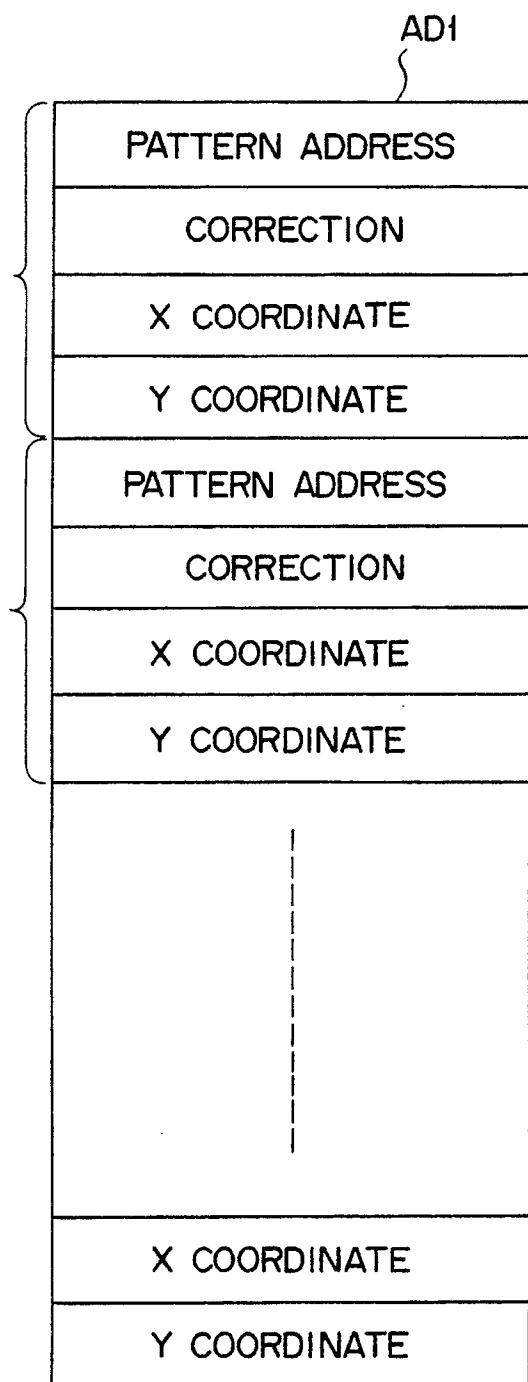 AD1
PATTERN ADDRESS
CORRECTION
X COORDINATE
Y COORDINATE
PATTERN ADDRESS
CORRECTION
X COORDINATE
Y COORDINATE
X COORDINATE
Y COORDINATE